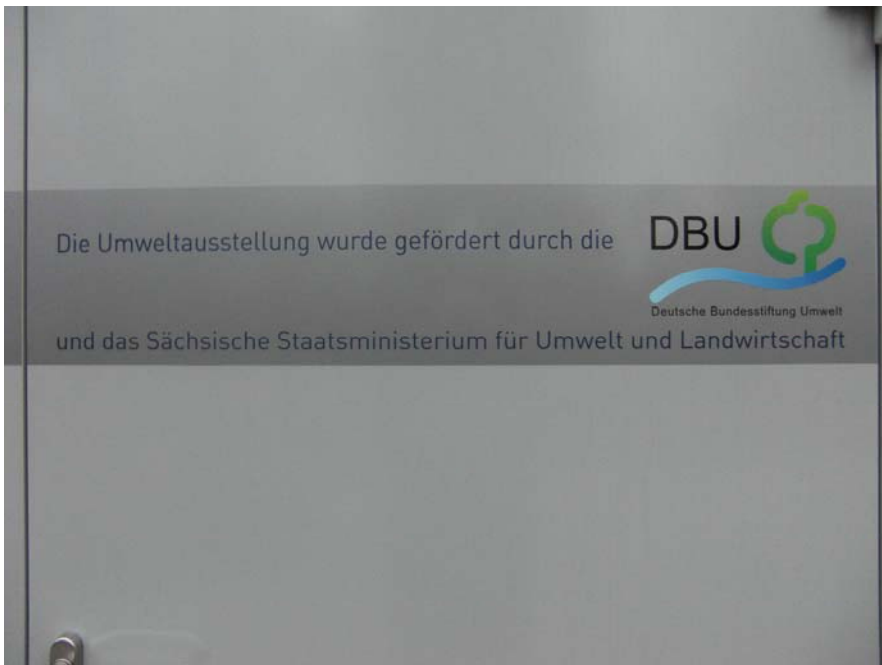 Die Umweltausstellung wurde gefördert durch die DBU
Deutsche Bundesstiftung Umwelt
und das Sächsische Staatsministerium für Umwelt und Landwirtschaft